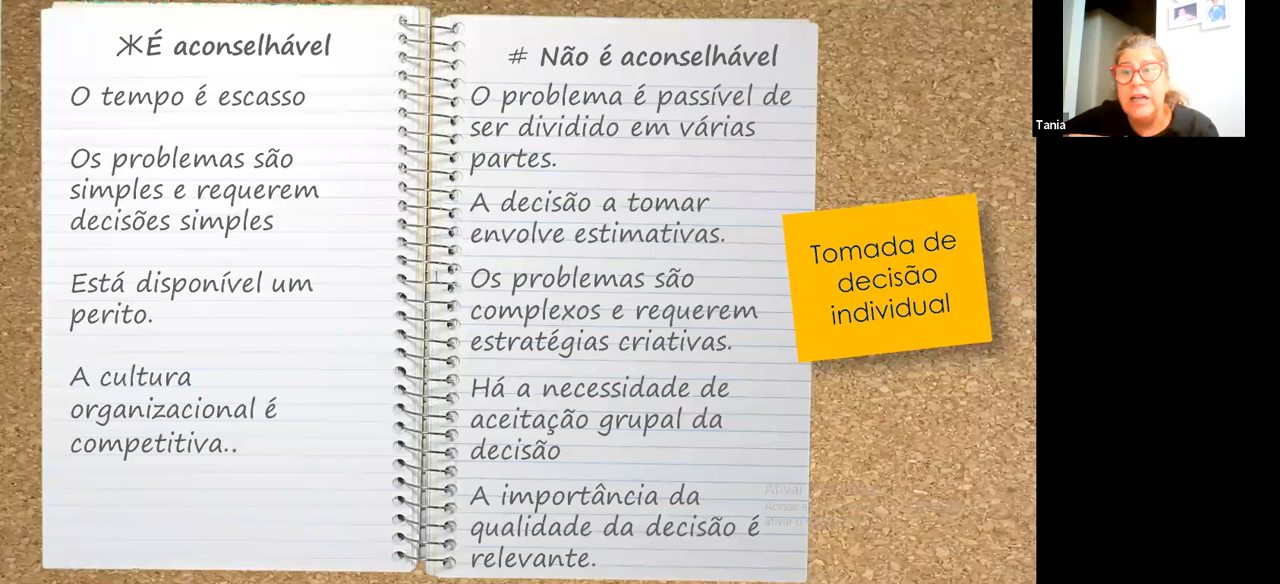 ЖÉ aconselhável
O tempo é escasso
Os problemas são
simples e requerem
decisões simples
Está disponível um
perito.
A cultura
organizacional é
competitiva..
# Não é aconselhável
O problema é passível de
ser dividido em várias
partes.
A decisão a tomar
envolve estimativas.
Os problemas são
complexos e requerem
estratégias criativas.
Há a necessidade de
aceitação grupal da
decisão
A importância da
qualidade da decisão é
relevante.
Tomada de
decisão
individual
Tania
Ativar